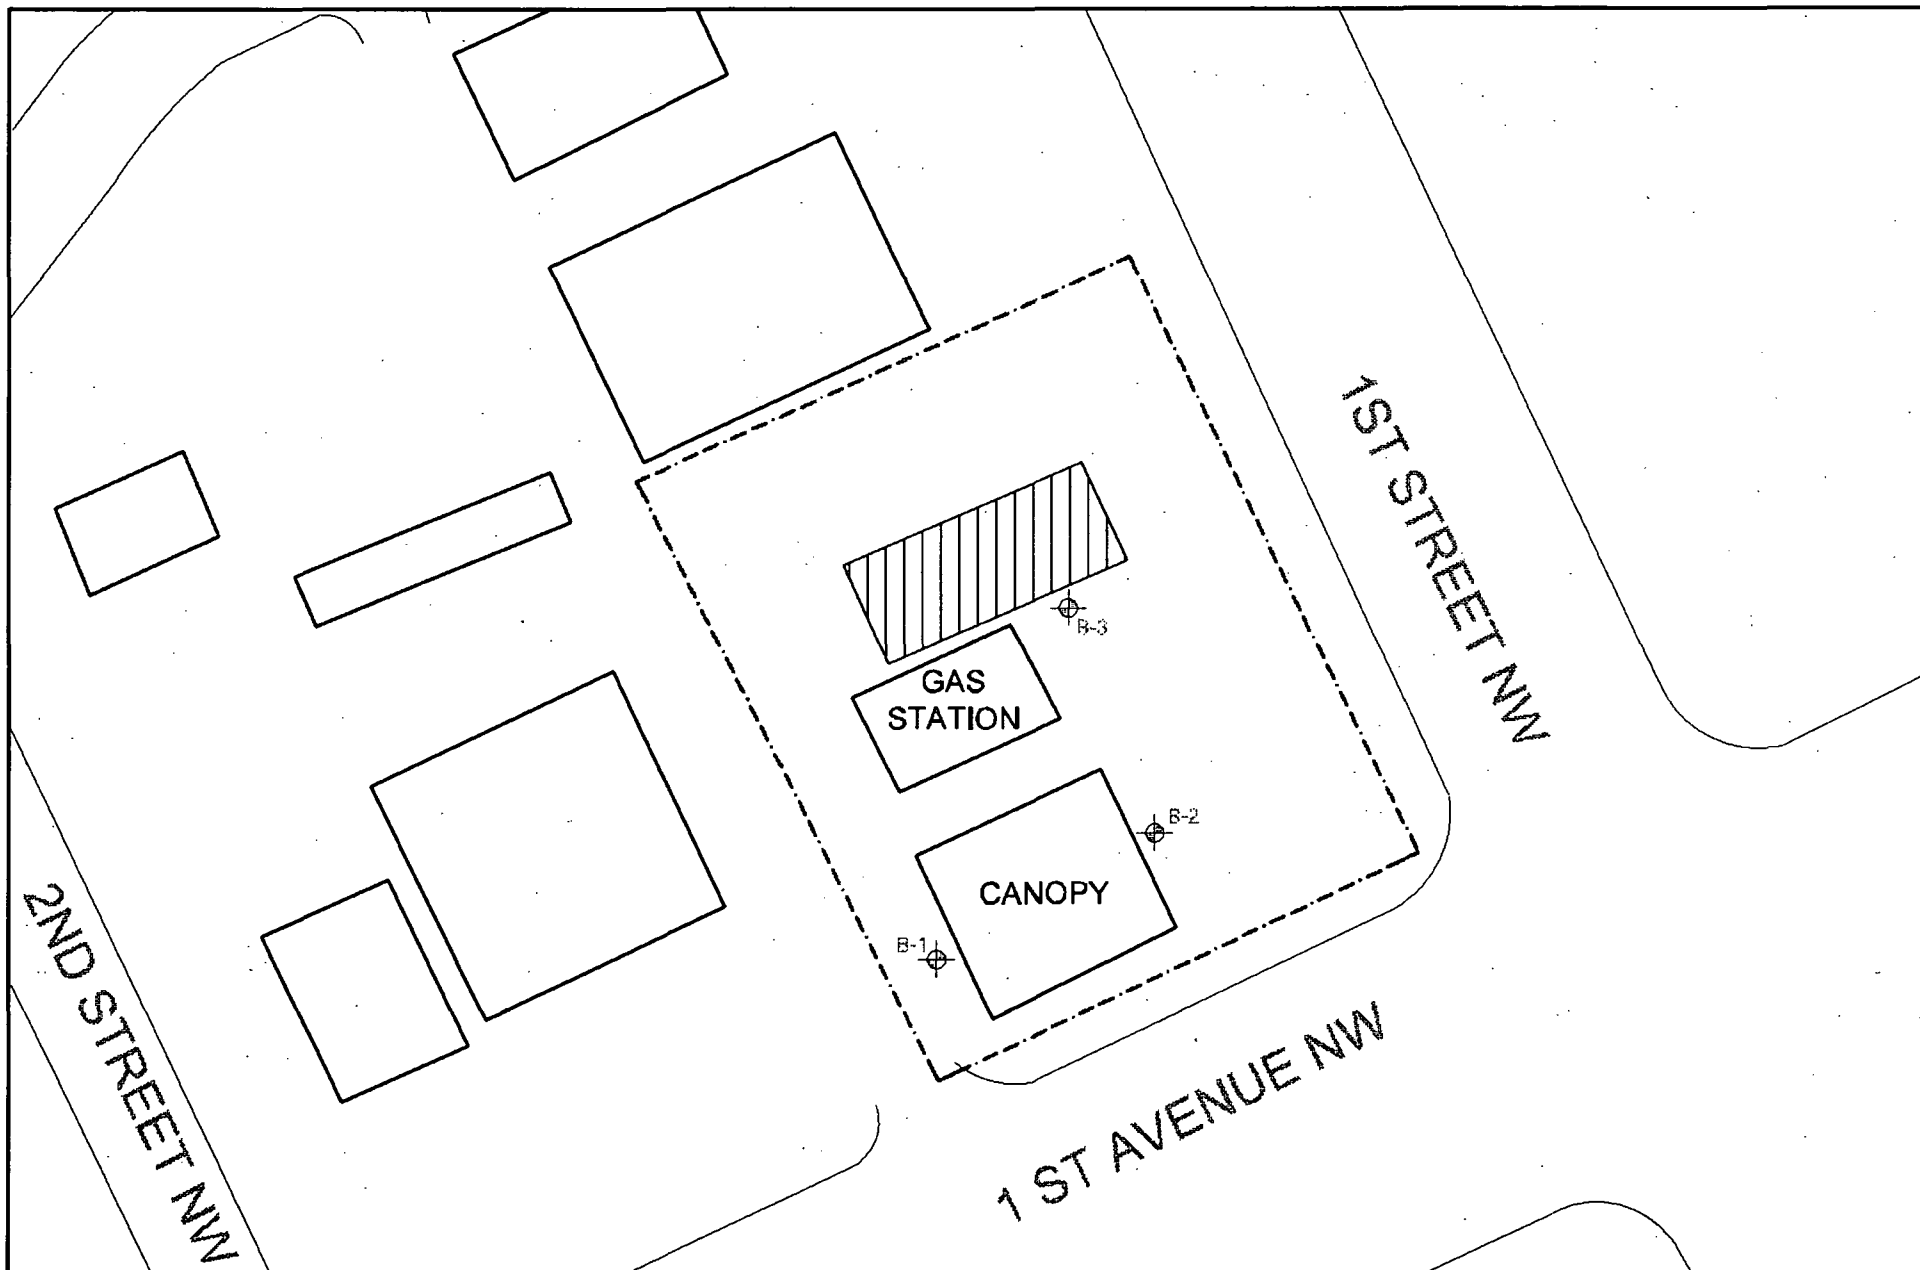 1ST STREET NW
B-3
GAS
STATION
B-2
CANOPY
B-1
2ND STREET NW
1 ST AVENUE NW